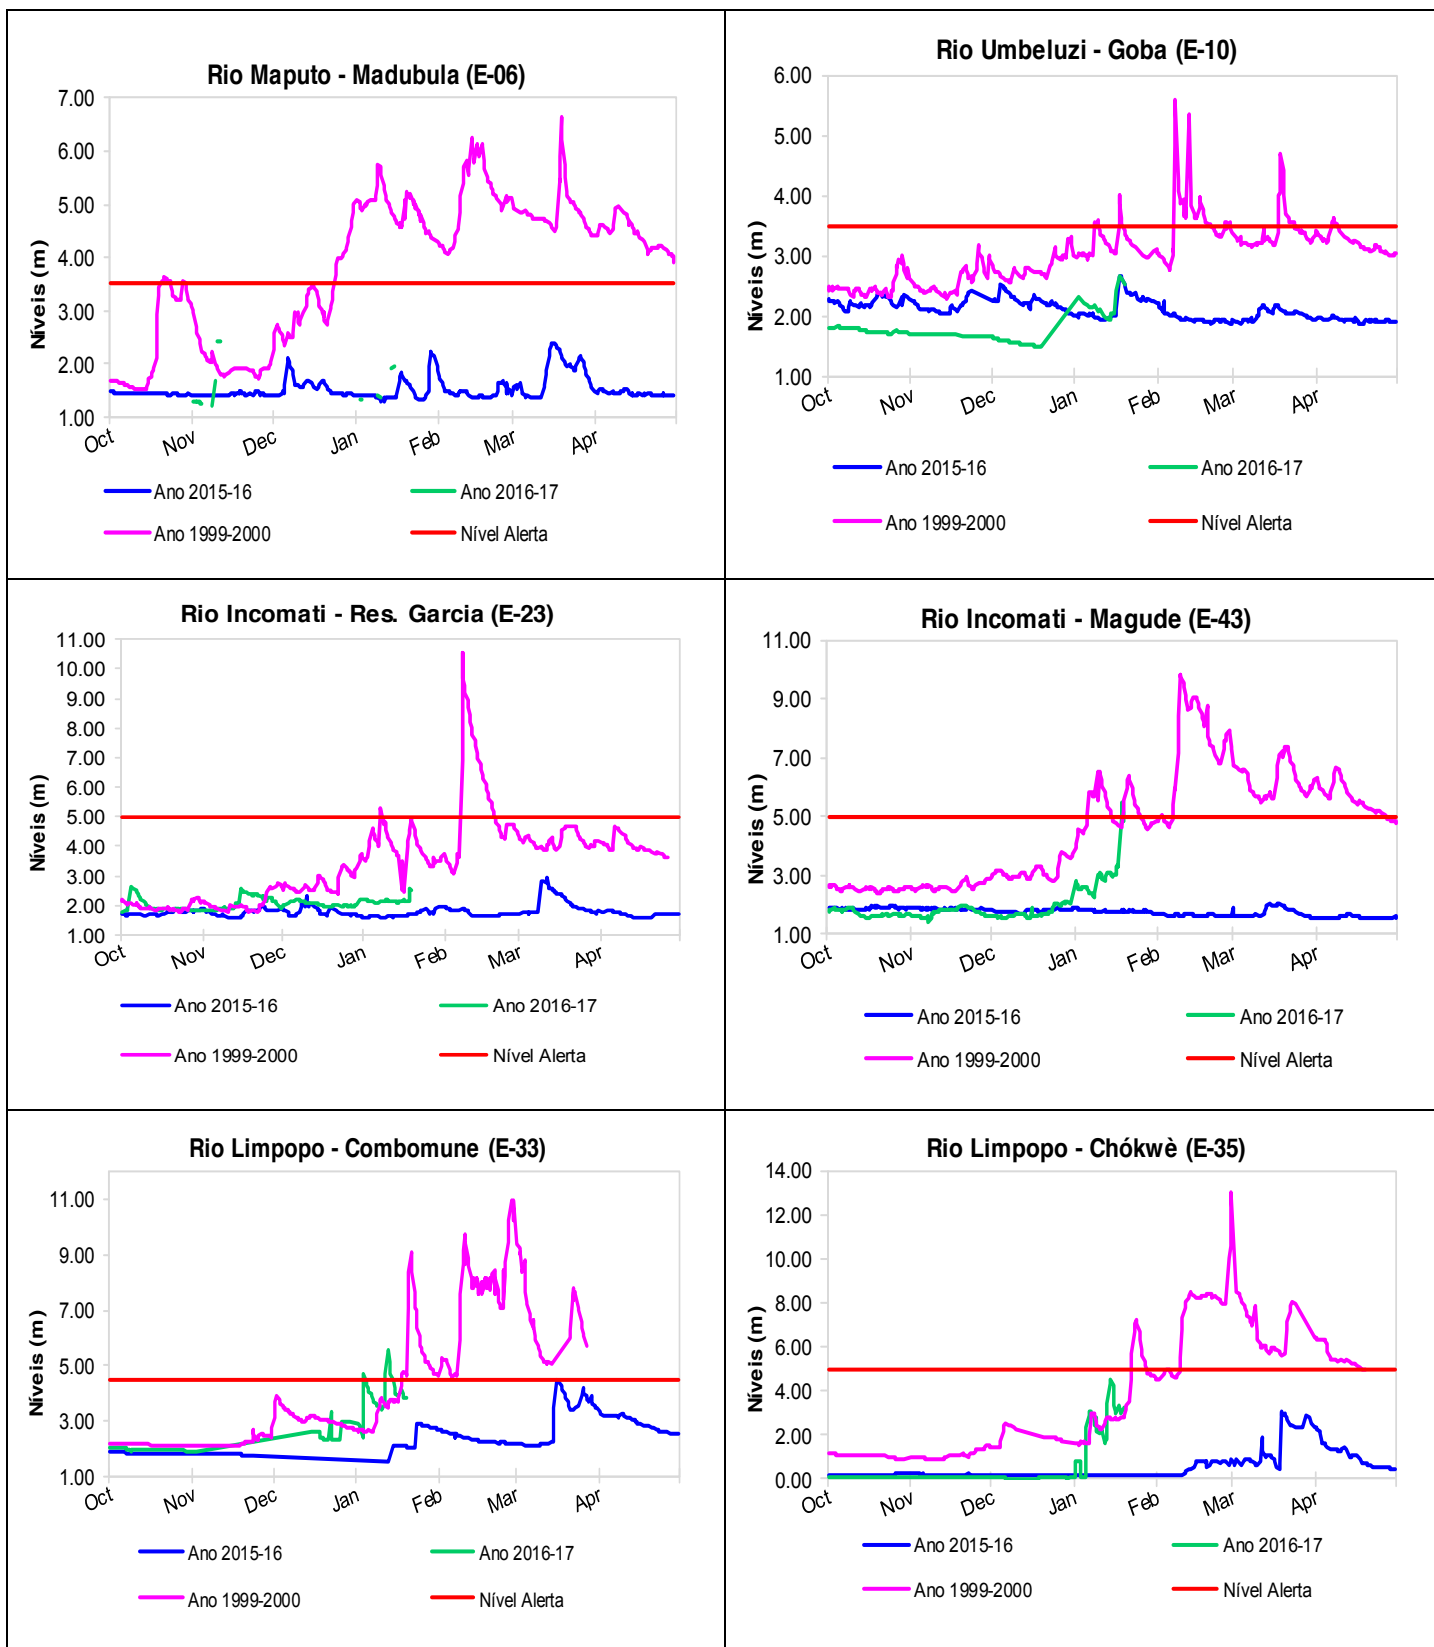 Rio Maputo - Madubula (E-06)
Níveis (m)
7.00
6.00
5.00
4.00
3.00
2.00
1.00
Oct Nov Dec Jan Feb Mar Apr
Ano 2015-16 Ano 2016-17
Ano 1999-2000 Nível Alerta
Rio Umbeluzi - Goba (E-10)
Níveis (m)
6.00
5.00
4.00
3.00
2.00
1.00
Oct Nov Dec Jan Feb Mar Apr
Ano 2015-16 Ano 2016-17
Ano 1999-2000 Nível Alerta
Rio Incomati - Res. Garcia (E-23)
Níveis (m)
11.00
10.00
9.00
8.00
7.00
6.00
5.00
4.00
3.00
2.00
1.00
Oct Nov Dec Jan Feb Mar Apr
Ano 2015-16 Ano 2016-17
Ano 1999-2000 Nível Alerta
Rio Incomati - Magude (E-43)
Níveis (m)
11.00
9.00
7.00
5.00
3.00
1.00
Oct Nov Dec Jan Feb Mar Apr
Ano 2015-16 Ano 2016-17
Ano 1999-2000 Nível Alerta
Rio Limpopo - Combomune (E-33)
Níveis (m)
11.00
9.00
7.00
5.00
3.00
1.00
Oct Nov Dec Jan Feb Mar Apr
Ano 2015-16 Ano 2016-17
Ano 1999-2000 Nível Alerta
Rio Limpopo - Chókwè (E-35)
Níveis (m)
14.00
12.00
10.00
8.00
6.00
4.00
2.00
0.00
Oct Nov Dec Jan Feb Mar Apr
Ano 2015-16 Ano 2016-17
Ano 1999-2000 Nível Alerta